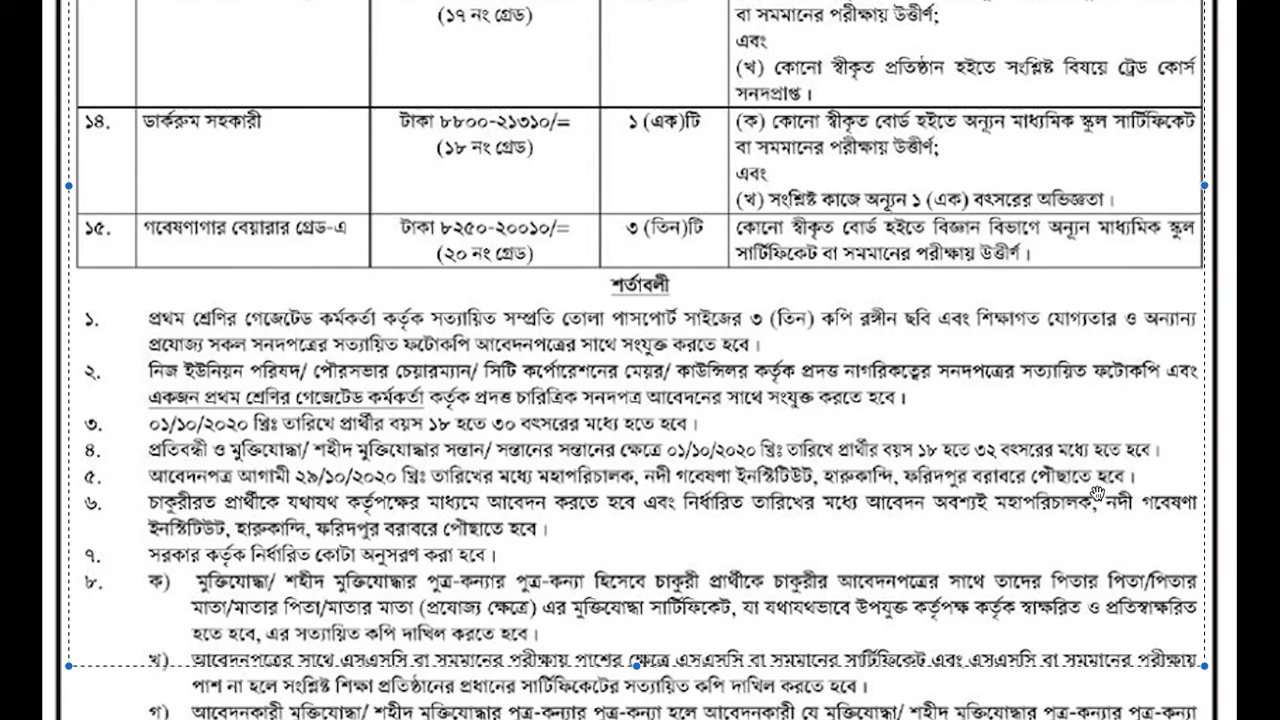 (১৭ নং গ্রেড)
বা সমমানের পরীক্ষায় উত্তীর্ণ;
এবং
(খ) কোনো স্বীকৃত প্রতিষ্ঠান হইতে সংশ্লিষ্ট বিষয়ে ট্রেড কোর্স
সনদপ্রাপ্ত।
১৪. ডার্করুম সহকারী টাকা ৮৮০০-২১৩১০/= ১ (এক)টি (ক) কোনো স্বীকৃত বোর্ড হইতে অন্যূন মাধ্যমিক স্কুল সার্টিফিকেট
(১৮ নং গ্রেড) বা সমমানের পরীক্ষায় উত্তীর্ণ;
এবং
(খ) সংশ্লিষ্ট কাজে অন্যূন ১ (এক) বৎসরের অভিজ্ঞতা।
১৫. গবেষণাগার বেয়ারার গ্রেড-এ টাকা ৮২৫০-২০০১০/= ৩ (তিন)টি কোনো স্বীকৃত বোর্ড হইতে বিজ্ঞান বিভাগে অন্যূন মাধ্যমিক স্কুল
(২০ নং গ্রেড) সার্টিফিকেট বা সমমানের পরীক্ষায় উত্তীর্ণ।
শর্তাবলী
১. প্রথম শ্রেণির গেজেটেড কর্মকর্তা কর্তৃক সত্যায়িত সম্প্রতি তোলা পাসপোর্ট সাইজের ৩ (তিন) কপি রঙ্গীন ছবি এবং শিক্ষাগত যোগ্যতার ও অন্যান্য
প্রযোজ্য সকল সনদপত্রের সত্যায়িত ফটোকপি আবেদনপত্রের সাথে সংযুক্ত করতে হবে।
২. নিজ ইউনিয়ন পরিষদ/ পৌরসভার চেয়ারম্যান/ সিটি কর্পোরেশনের মেয়র/ কাউন্সিলর কর্তৃক প্রদত্ত নাগরিকত্বের সনদপত্রের সত্যায়িত ফটোকপি এবং
একজন প্রথম শ্রেণির গেজেটেড কর্মকর্তা কর্তৃক প্রদত্ত চারিত্রিক সনদপত্র আবেদনের সাথে সংযুক্ত করতে হবে।
৩. ০১/১০/২০২০ খ্রিঃ তারিখে প্রার্থীর বয়স ১৮ হতে ৩০ বৎসরের মধ্যে হতে হবে।
৪. প্রতিবন্ধী ও মুক্তিযোদ্ধা/ শহীদ মুক্তিযোদ্ধার সন্তান/ সন্তানের সন্তানের ক্ষেত্রে ০১/১০/২০২০ খ্রিঃ তারিখে প্রার্থীর বয়স ১৮ হতে ৩২ বৎসরের মধ্যে হতে হবে।
৫. আবেদনপত্র আগামী ২৯/১০/২০২০ খ্রিঃ তারিখের মধ্যে মহাপরিচালক, নদী গবেষণা ইনস্টিটিউট, হারুকান্দি, ফরিদপুর বরাবরে পৌছাতে হবে।
৬. চাকুরীরত প্রার্থীকে যথাযথ কর্তৃপক্ষের মাধ্যমে আবেদন করতে হবে এবং নির্ধারিত তারিখের মধ্যে আবেদন অবশ্যই মহাপরিচালক, নদী গবেষণা
ইনস্টিটিউট, হারুকান্দি, ফরিদপুর বরাবরে পৌছাতে হবে।
৭. সরকার কর্তৃক নির্ধারিত কোটা অনুসরণ করা হবে।
৮. ক) মুক্তিযোদ্ধা/ শহীদ মুক্তিযোদ্ধার পুত্র-কন্যার পুত্র-কন্যা হিসেবে চাকুরী প্রার্থীকে চাকুরীর আবেদনপত্রের সাথে তাদের পিতার পিতা/পিতার
মাতা/মাতার পিতা/মাতার মাতা (প্রযোজ্য ক্ষেত্রে) এর মুক্তিযোদ্ধা সার্টিফিকেট, যা যথাযথভাবে উপযুক্ত কর্তৃপক্ষ কর্তৃক স্বাক্ষরিত ও প্রতিস্বাক্ষরিত
হতে হবে, এর সত্যায়িত কপি দাখিল করতে হবে।
খ) আবেদনপত্রের সাথে এসএসসি বা সমমানের পরীক্ষায় পাশের ক্ষেত্রে এসএসসি বা সমমানের সার্টিফিকেট এবং এসএসসি বা সমমানের পরীক্ষায়
পাশ না হলে সংশ্লিষ্ট শিক্ষা প্রতিষ্ঠানের প্রধানের সার্টিফিকেটের সত্যায়িত কপি দাখিল করতে হবে।
গ) আবেদনকারী মুক্তিযোদ্ধা/ শহীদ মুক্তিযোদ্ধার পুত্র-কন্যার পুত্র-কন্যা হলে আবেদনকারী যে মুক্তিযোদ্ধা/ শহীদ মুক্তিযোদ্ধার পুত্র-কন্যার পুত্র-কন্যা